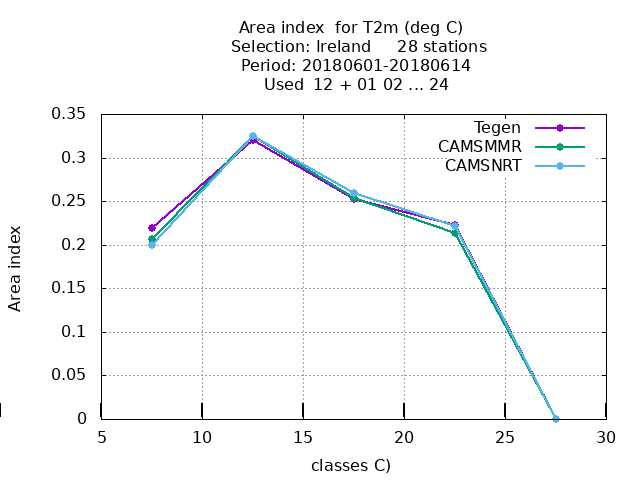 Area index  for T2m (deg C)
Selection: Ireland     28 stations
Period: 20180601-20180614
Used  12 + 01 02 ... 24
Tegen
CAMSMMR
CAMSNRT
0.35
0.3
0.25
0.2
0.15
0.1
0.05
0
Area index
5 10 15 20 25 30
classes C)